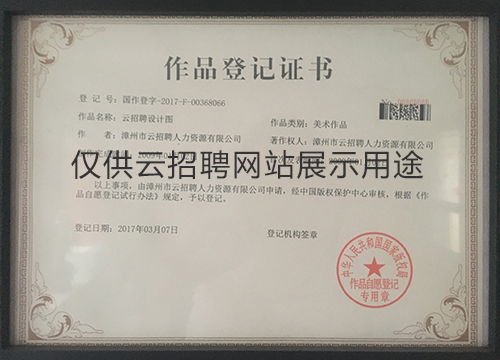 作品登记证书
登 记 号：国作登字-2017-F-00368066
作品名称：云招聘设计图 作品类别：美术作品
作 者：漳州市云招聘人力资源有限公司 著作权人：漳州市云招聘人力资源有限公司
仅供云招聘网站展示用途
以上事项，由漳州市云招聘人力资源有限公司申请，经中国版权保护中心审核，根据《作
品自愿登记试行办法》规定，予以登记。
登记日期：2017年03月07日 登记机构签章
中华人民共和国国家版权局
作品自愿登记
专用章